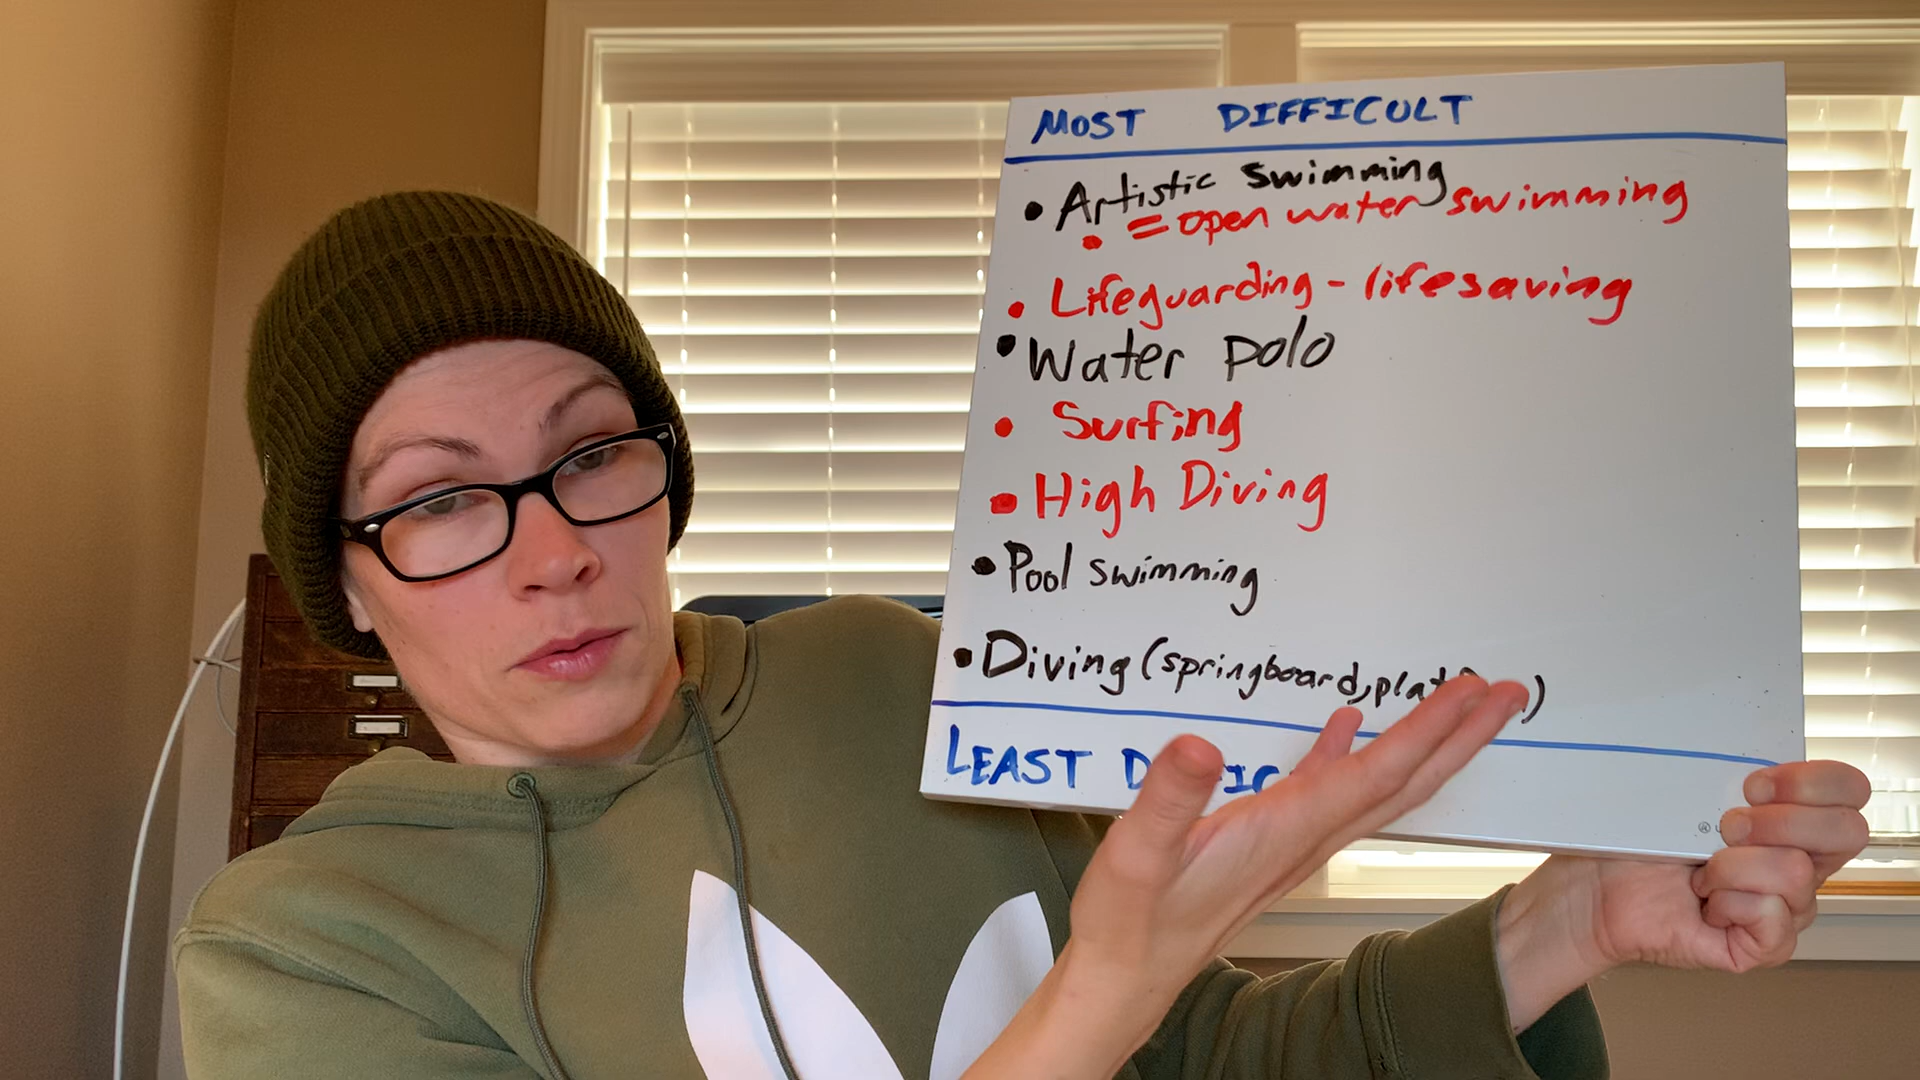 MOST DIFFICULT
• Artistic swimming
• = open water swimming
• Lifeguarding - lifesaving
• Water polo
• Surfing
• High Diving
• Pool swimming
• Diving (springboard, )
LEAST